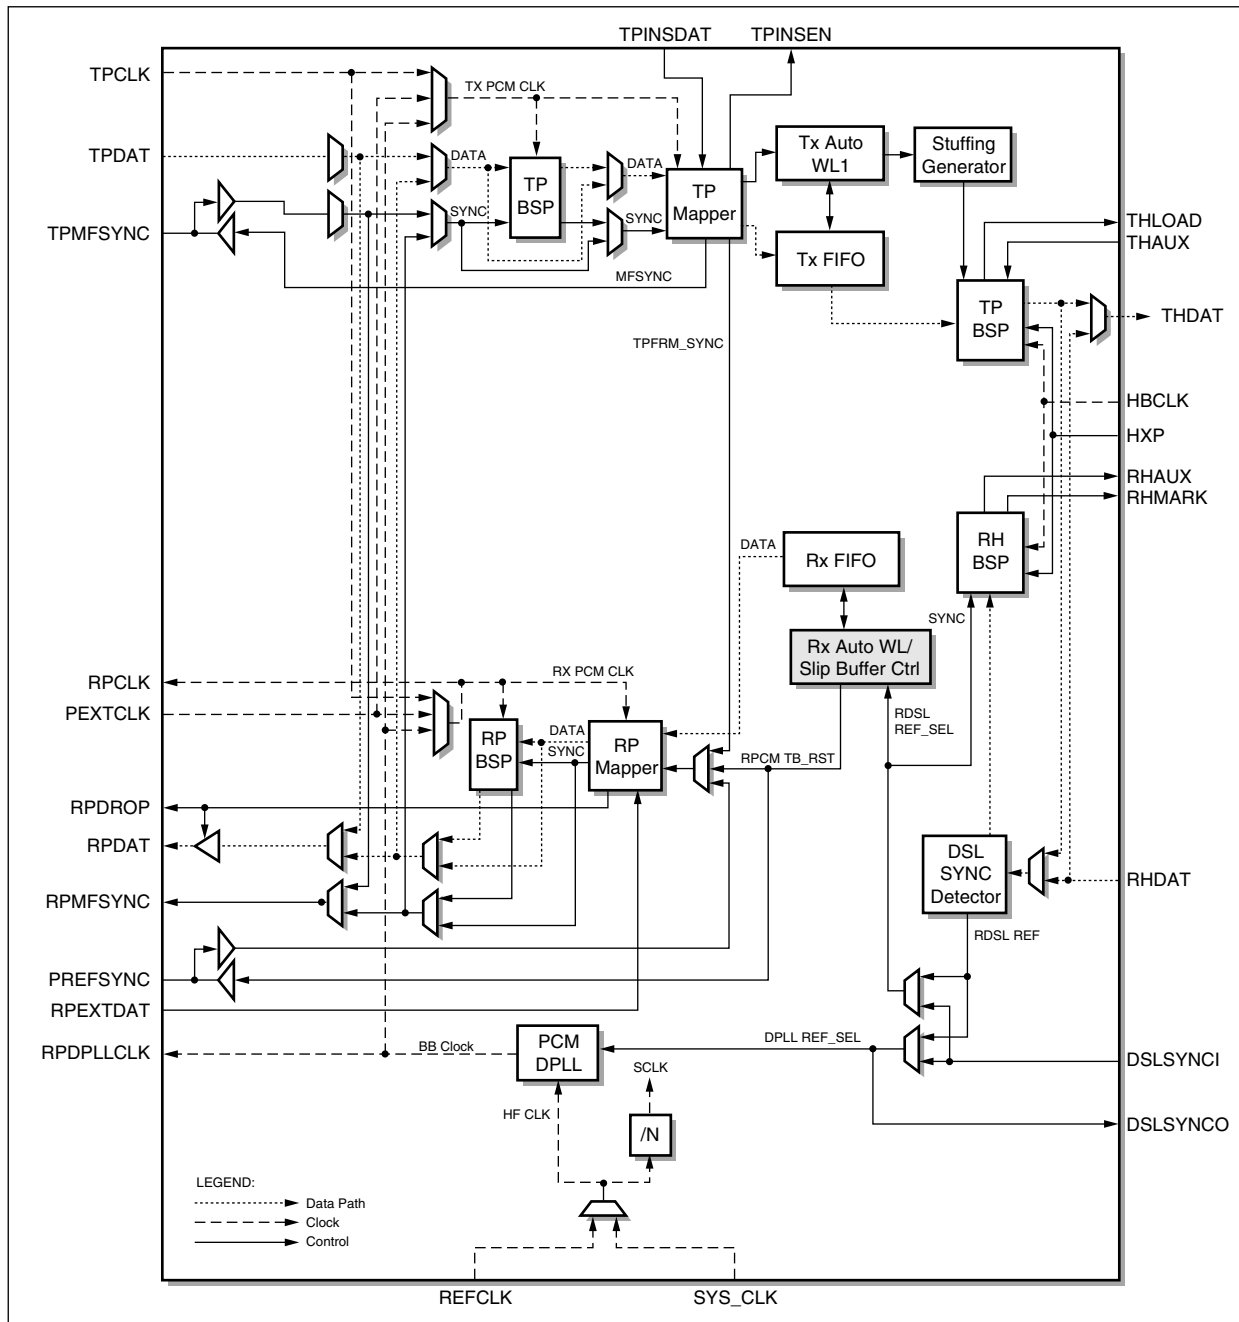 TPINSDAT
TPINSEN
TPCLK
TX PCM CLK
TPDAT
DATA
DATA
TP
BSP
TP
Mapper
Tx Auto
WL1
Stuffing
Generator
SYNC
SYNC
TPMFSYNC
MFSYNC
Tx FIFO
THLOAD
THAUX
TP
BSP
THDAT
TPFRM_SYNC
HBCLK
HXP
RHAUX
RHMARK
RH
BSP
DATA
Rx FIFO
SYNC
Rx Auto WL/
Slip Buffer Ctrl
RPCLK
RX PCM CLK
PEXTCLK
RDSL
REF_SEL
DATA
SYNC
RP
BSP
RP
Mapper
RPCM TB_RST
RPDROP
RPDAT
DSL
SYNC
Detector
RHDAT
RPMFSYNC
RDSL REF
PREFSYNC
RPEXTDAT
RPDPLLCLK
BB Clock
PCM
DPLL
DPLL REF_SEL
DSLSYNCI
SCLK
HF CLK
/N
DSLSYNCO
LEGEND:
Data Path
Clock
Control
REFCLK
SYS_CLK